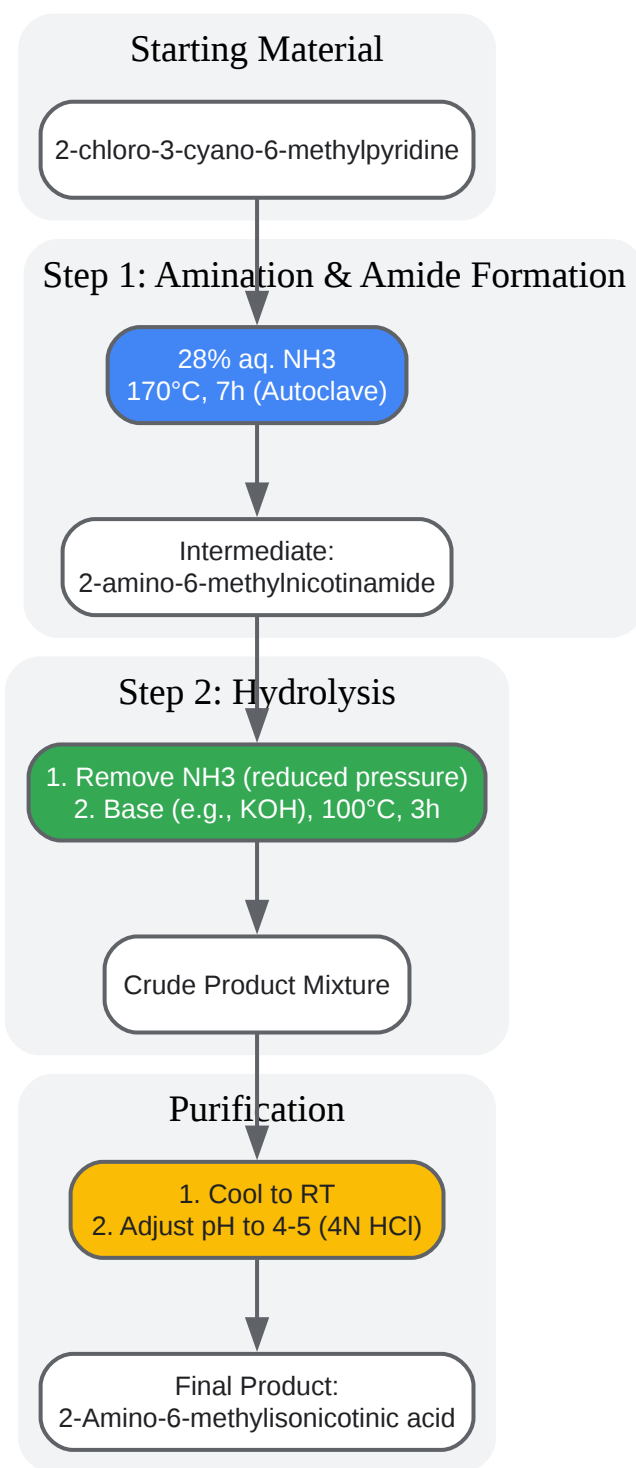 Starting Material
2-chloro-3-cyano-6-methylpyridine
Step 1: Amination & Amide Formation
28% aq. NH3
170°C, 7h (Autoclave)
Intermediate:
2-amino-6-methylnicotinamide
Step 2: Hydrolysis
1. Remove NH3 (reduced pressure)
2. Base (e.g., KOH), 100°C, 3h
Crude Product Mixture
Purification
1. Cool to RT
2. Adjust pH to 4-5 (4N HCl)
Final Product:
2-Amino-6-methylisonicotinic acid